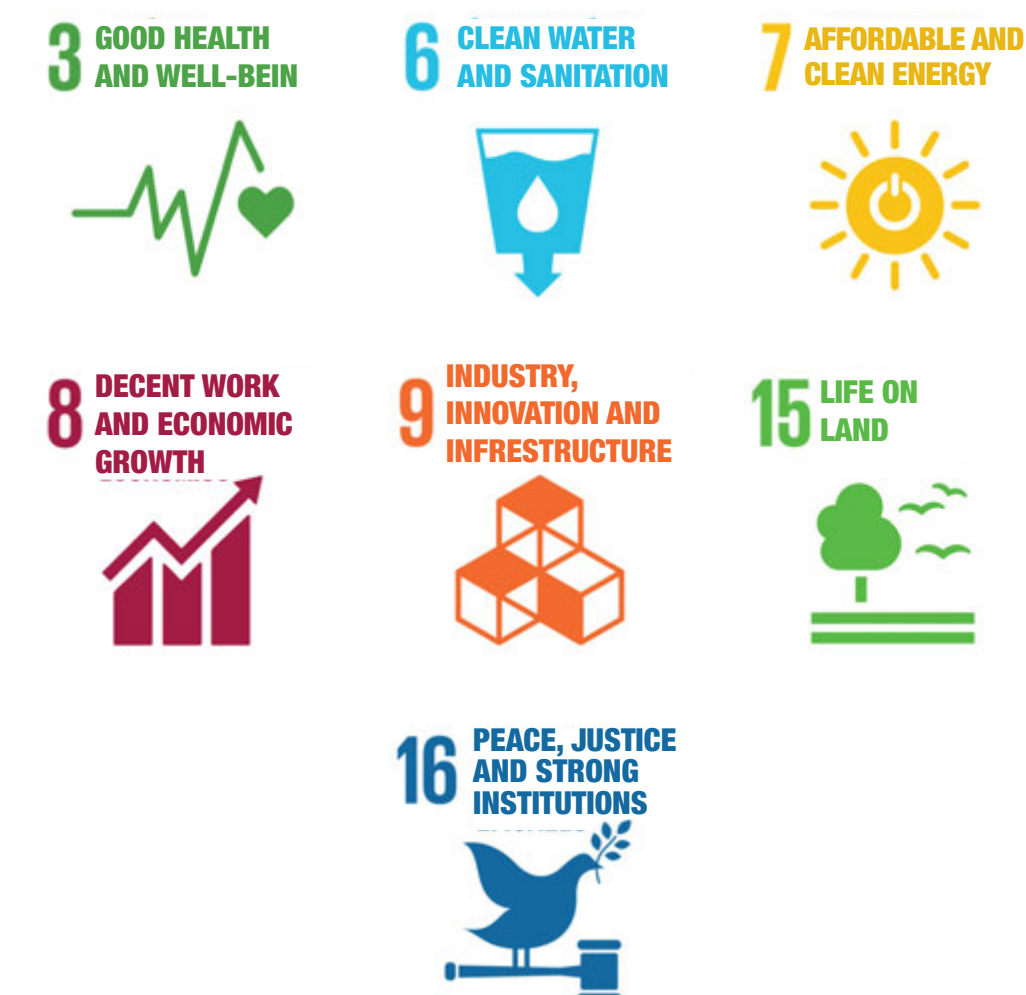 3 GOOD HEALTH
AND WELL-BEIN
6 CLEAN WATER
AND SANITATION
7 AFFORDABLE AND
CLEAN ENERGY
8 DECENT WORK
AND ECONOMIC
GROWTH
9 INDUSTRY,
INNOVATION AND
INFRESTRUCTURE
15 LIFE ON
LAND
16 PEACE, JUSTICE
AND STRONG
INSTITUTIONS